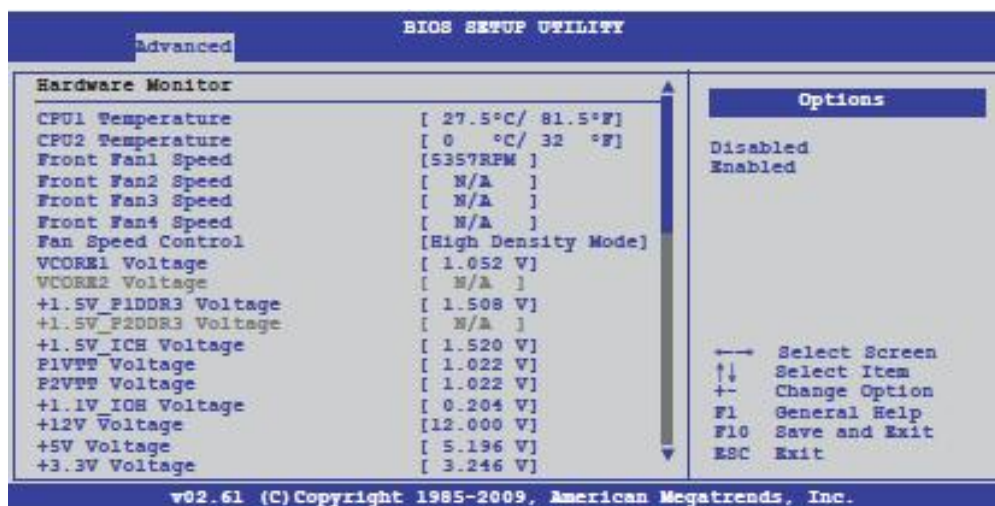 BIOS SETUP UTILITY
Advanced
Hardware Monitor
CPU1 Temperature [ 27.5°C/ 81.5°F]
CPU2 Temperature [ 0 °C/ 32 °F]
Front Fan1 Speed [5357RPM ]
Front Fan2 Speed [ N/A ]
Front Fan3 Speed [ N/A ]
Front Fan4 Speed [ N/A ]
Fan Speed Control [High Density Mode]
VCORE1 Voltage [ 1.052 V]
VCORE2 Voltage [ N/A ]
+1.5V_P1DDR3 Voltage [ 1.508 V]
+1.5V_P2DDR3 Voltage [ N/A ]
+1.5V_ICH Voltage [ 1.520 V]
P1VTT Voltage [ 1.022 V]
P2VTT Voltage [ 1.022 V]
+1.1V_IOH Voltage [ 0.204 V]
+12V Voltage [12.000 V]
+5V Voltage [ 5.196 V]
+3.3V Voltage [ 3.246 V]
Options
Disabled
Enabled
←→ Select Screen
↑↓ Select Item
+- Change Option
F1 General Help
F10 Save and Exit
ESC Exit
v02.61 (C)Copyright 1985-2009, American Megatrends, Inc.